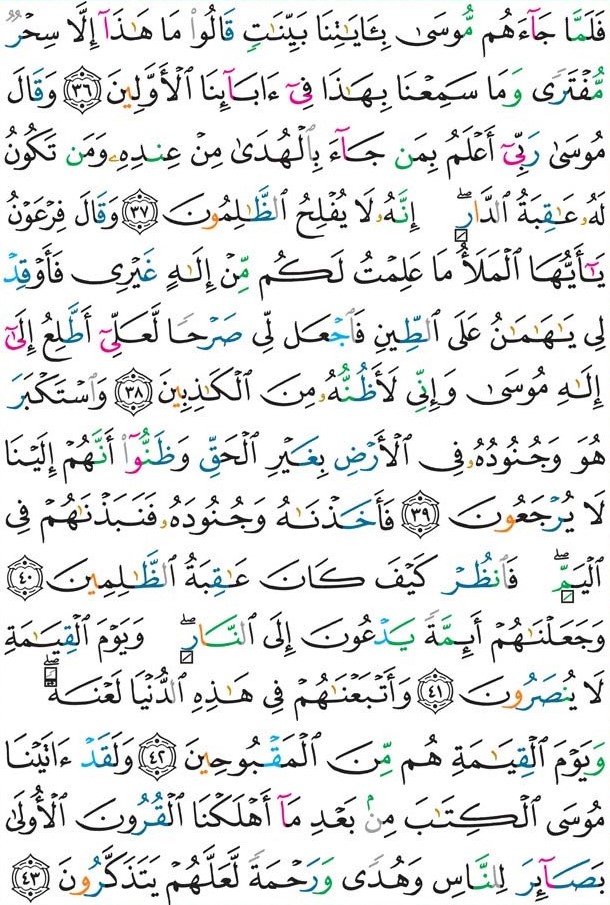 فَلَمَّا جَآءَهُم مُّوسَىٰ بِـَٔايَـٰتِنَا بَيِّنَـٰتٍ قَالُوا۟ مَا هَـٰذَآ إِلَّا سِحْرٌ
مُّفْتَرًى وَمَا سَمِعْنَا بِهَـٰذَا فِىٓ ءَابَآئِنَا ٱلْأَوَّلِينَ ٣٦ وَقَالَ
مُوسَىٰ رَبِّىٓ أَعْلَمُ بِمَن جَآءَ بِٱلْهُدَىٰ مِنْ عِندِهِۦ وَمَن تَكُونُ
لَهُۥ عَـٰقِبَةُ ٱلدَّارِ ۖ إِنَّهُۥ لَا يُفْلِحُ ٱلظَّـٰلِمُونَ ٣٧ وَقَالَ فِرْعَوْنُ
يَـٰٓأَيُّهَا ٱلْمَلَأُ مَا عَلِمْتُ لَكُم مِّنْ إِلَـٰهٍ غَيْرِى فَأَوْقِدْ
لِى يَـٰهَـٰمَـٰنُ عَلَى ٱلطِّينِ فَٱجْعَل لِّى صَرْحًا لَّعَلِّىٓ أَطَّلِعُ إِلَىٰٓ
إِلَـٰهِ مُوسَىٰ وَإِنِّى لَأَظُنُّهُۥ مِنَ ٱلْكَـٰذِبِينَ ٣٨ وَٱسْتَكْبَرَ
هُوَ وَجُنُودُهُۥ فِى ٱلْأَرْضِ بِغَيْرِ ٱلْحَقِّ وَظَنُّوٓا۟ أَنَّهُمْ إِلَيْنَا
لَا يُرْجَعُونَ ٣٩ فَأَخَذْنَـٰهُ وَجُنُودَهُۥ فَنَبَذْنَـٰهُمْ فِى
ٱلْيَمِّ ۖ فَٱنظُرْ كَيْفَ كَانَ عَـٰقِبَةُ ٱلظَّـٰلِمِينَ ٤٠
وَجَعَلْنَـٰهُمْ أَئِمَّةً يَدْعُونَ إِلَى ٱلنَّارِ ۖ وَيَوْمَ ٱلْقِيَـٰمَةِ
لَا يُنصَرُونَ ٤١ وَأَتْبَعْنَـٰهُمْ فِى هَـٰذِهِ ٱلدُّنْيَا لَعْنَةً ۖ
وَيَوْمَ ٱلْقِيَـٰمَةِ هُم مِّنَ ٱلْمَقْبُوحِينَ ٤٢ وَلَقَدْ ءَاتَيْنَا
مُوسَى ٱلْكِتَـٰبَ مِنۢ بَعْدِ مَآ أَهْلَكْنَا ٱلْقُرُونَ ٱلْأُولَىٰ
بَصَآئِرَ لِلنَّاسِ وَهُدًى وَرَحْمَةً لَّعَلَّهُمْ يَتَذَكَّرُونَ ٤٣